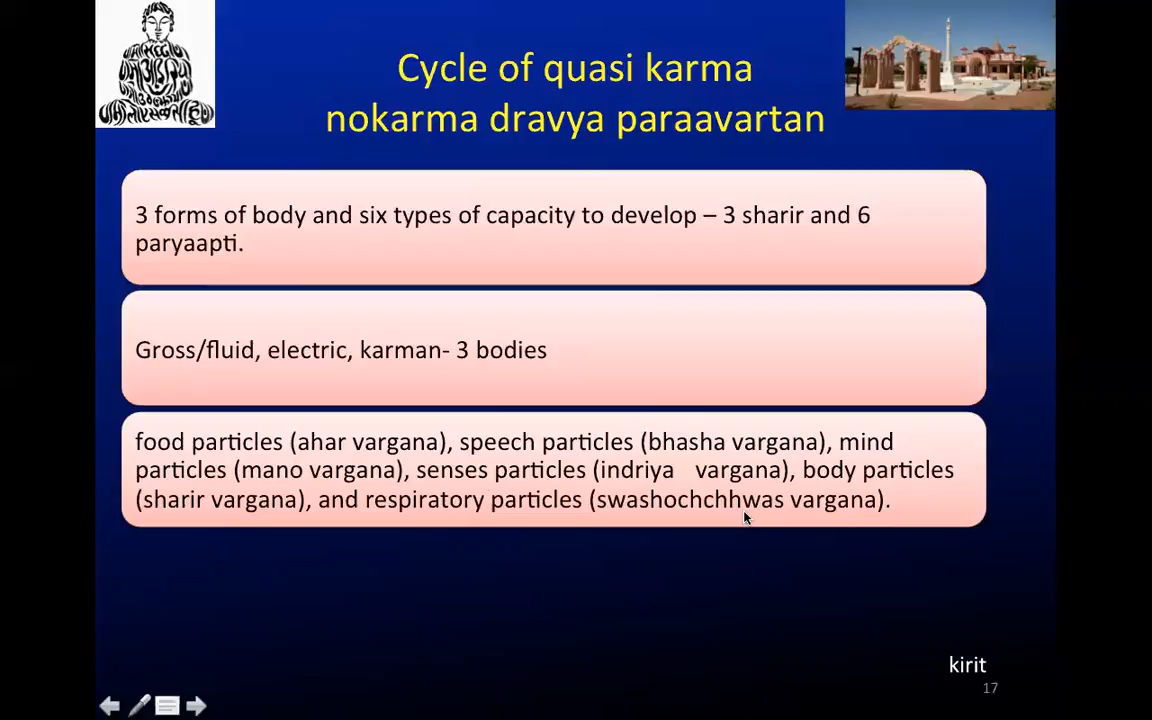 Cycle of quasi karma
nokarma dravya paraavartan
3 forms of body and six types of capacity to develop – 3 sharir and 6
paryaapti.
Gross/fluid, electric, karman- 3 bodies
food particles (ahar vargana), speech particles (bhasha vargana), mind
particles (mano vargana), senses particles (indriya   vargana), body particles
(sharir vargana), and respiratory particles (swashochchhwas vargana).
kirit
17